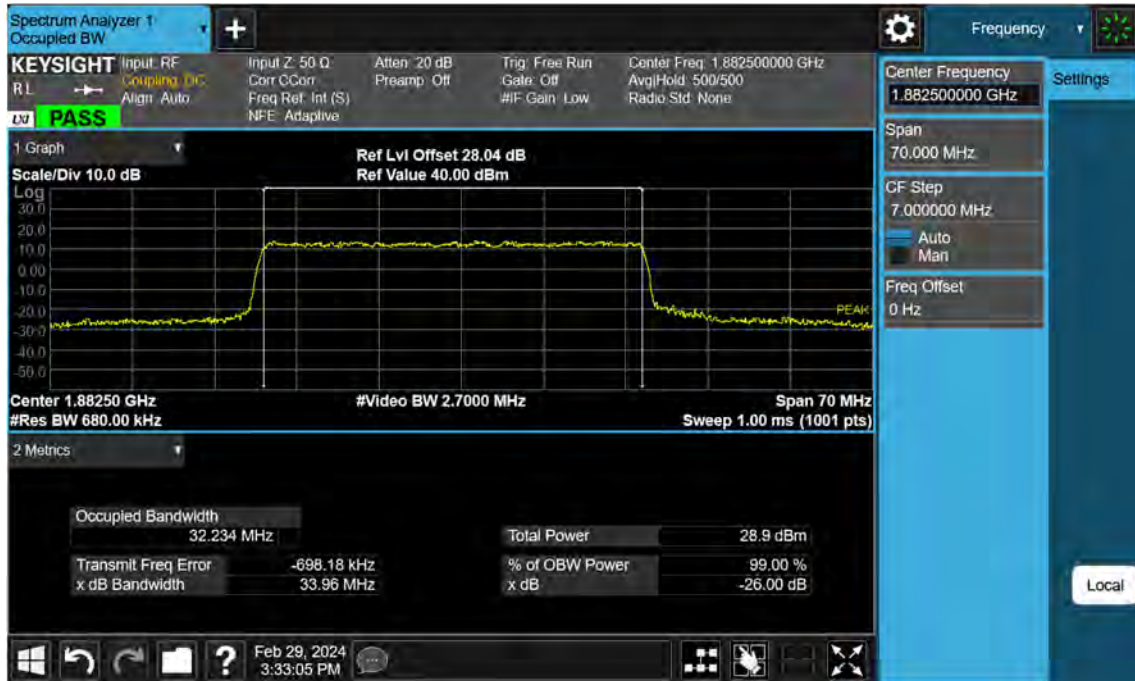 Spectrum Analyzer 1
Occupied BW
+
Frequency
KEYSIGHT
RL
LXI PASS
Input: RF
Coupling: DC
Align: Auto
Input Z: 50 Ω
Corr CCorr
Freq Ref: Int (S)
NFE: Adaptive
Atten: 20 dB
Preamp: Off
Trig: Free Run
Gate: Off
#IF Gain: Low
Center Freq: 1.882500000 GHz
Avg|Hold: 500/500
Radio Std: None
Center Frequency
1.882500000 GHz
Settings
Span
70.000 MHz
CF Step
7.000000 MHz
Auto
Man
Freq Offset
0 Hz
1 Graph
Scale/Div 10.0 dB
Ref Lvl Offset 28.04 dB
Ref Value 40.00 dBm
Log
30.0
20.0
10.0
0.00
-10.0
-20.0
-30.0
-40.0
-50.0
PEAK
Center 1.88250 GHz
#Video BW 2.7000 MHz
Span 70 MHz
#Res BW 680.00 kHz
Sweep 1.00 ms (1001 pts)
2 Metrics
Occupied Bandwidth
32.234 MHz
Total Power 28.9 dBm
Transmit Freq Error -698.18 kHz
% of OBW Power 99.00 %
x dB Bandwidth 33.96 MHz
x dB -26.00 dB
Local
?
Feb 29, 2024
3:33:05 PM